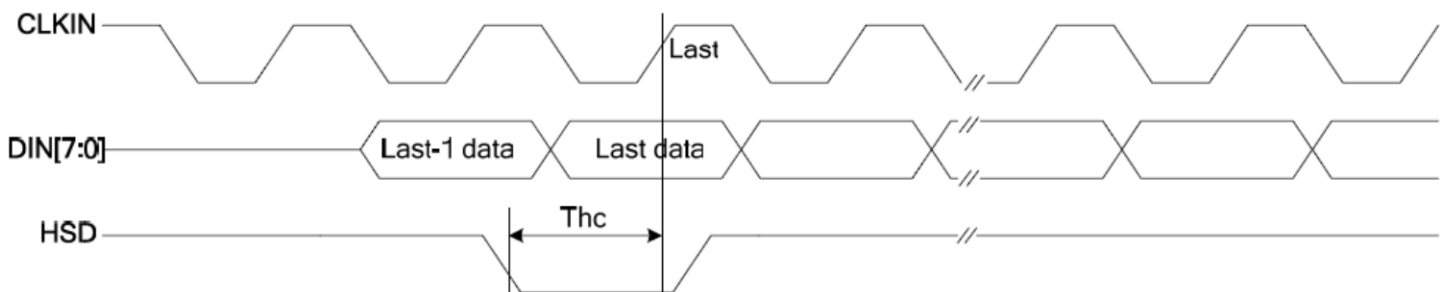 CLKIN
Last
DIN[7:0]
Last-1 data
Last data
Thc
HSD